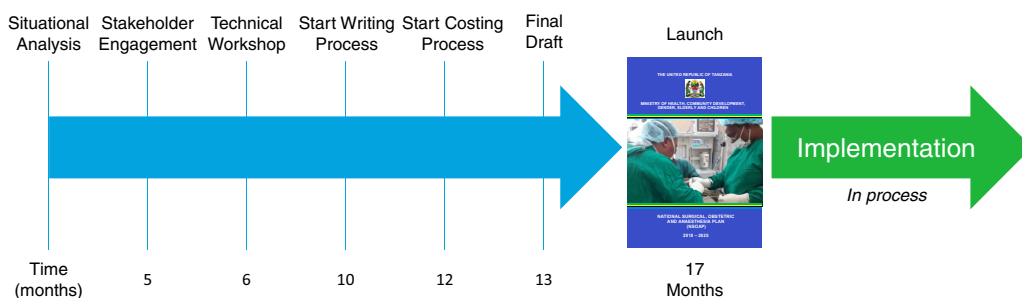 Situational
Analysis
Stakeholder
Engagement
Technical
Workshop
Start Writing
Process
Start Costing
Process
Final
Draft
Launch
THE UNITED REPUBLIC OF TANZANIA
MINISTRY OF HEALTH, COMMUNITY DEVELOPMENT,
GENDER, ELDERLY AND CHILDREN
NATIONAL SURGICAL, OBSTETRIC
AND ANAESTHESIA PLAN
(NSOAP)
2018 – 2025
Implementation
In process
Time
(months)
5
6
10
12
13
17
Months